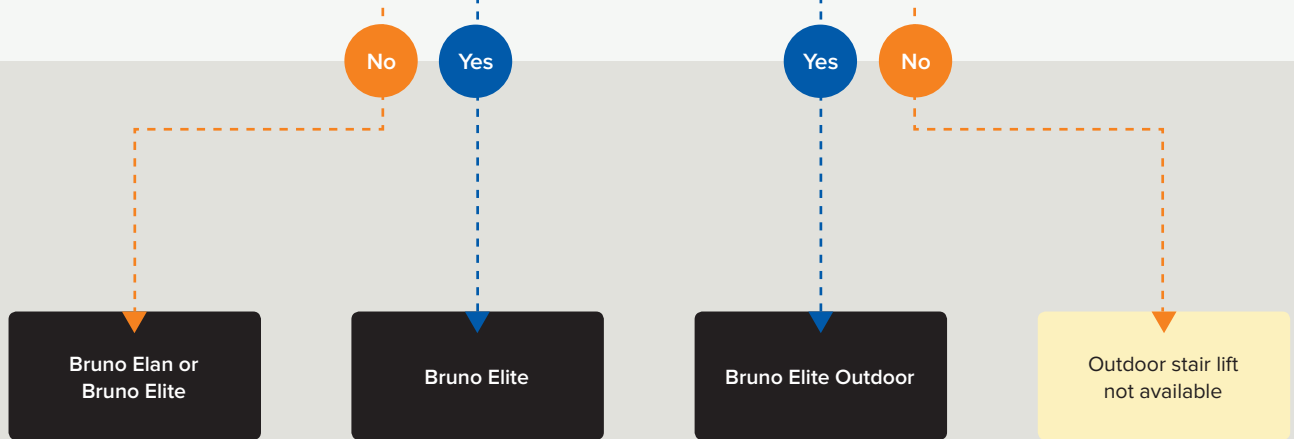 No
Yes
Yes
No
Bruno Elan or
Bruno Elite
Bruno Elite
Bruno Elite Outdoor
Outdoor stair lift
not available